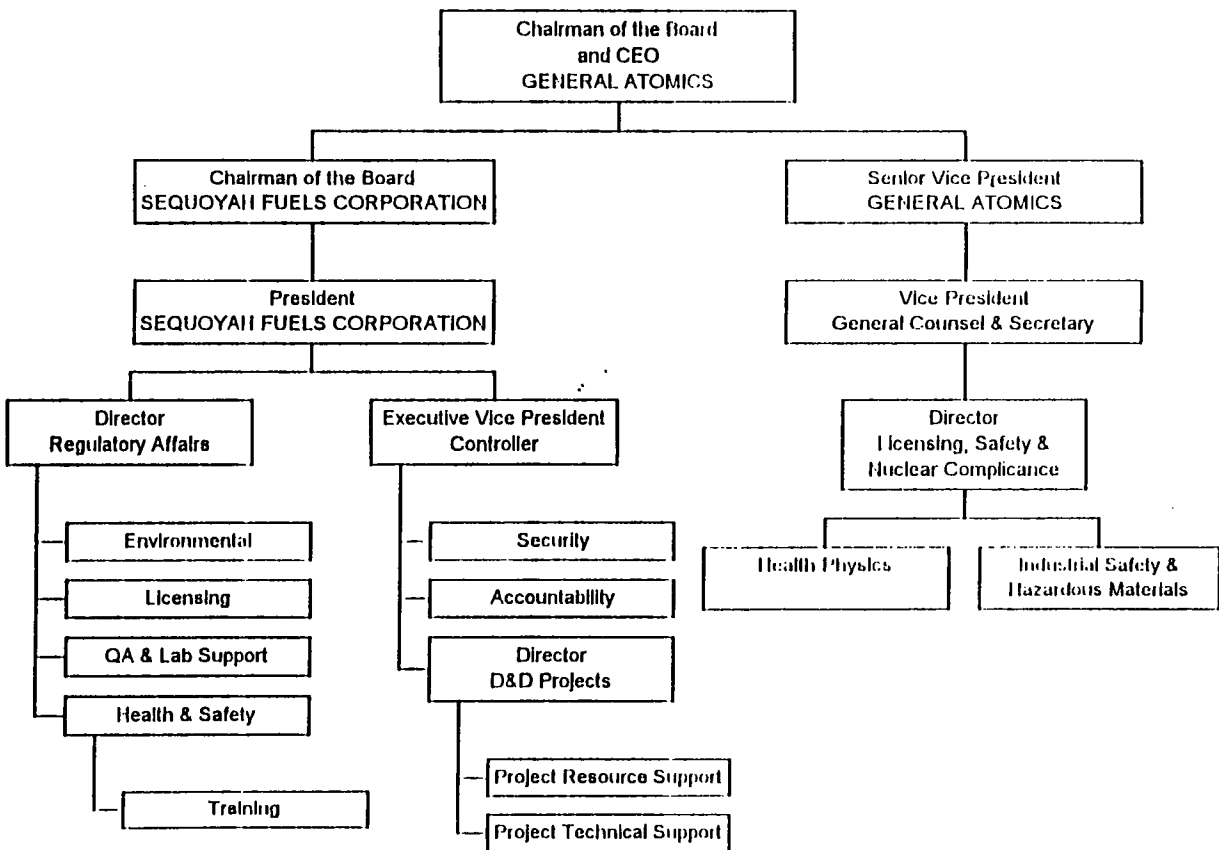 Chairman of the Board
and CEO
GENERAL ATOMICS
Chairman of the Board
SEQUOYAH FUELS CORPORATION
Senior Vice President
GENERAL ATOMICS
President
SEQUOYAH FUELS CORPORATION
Vice President
General Counsel & Secretary
Director
Regulatory Affairs
Executive Vice President
Controller
Director
Licensing, Safety &
Nuclear Complicance
Environmental
Security
Health Physics
Industrial Safety &
Hazardous Materials
Licensing
Accountability
QA & Lab Support
Director
D&D Projects
Health & Safety
Project Resource Support
Training
Project Technical Support